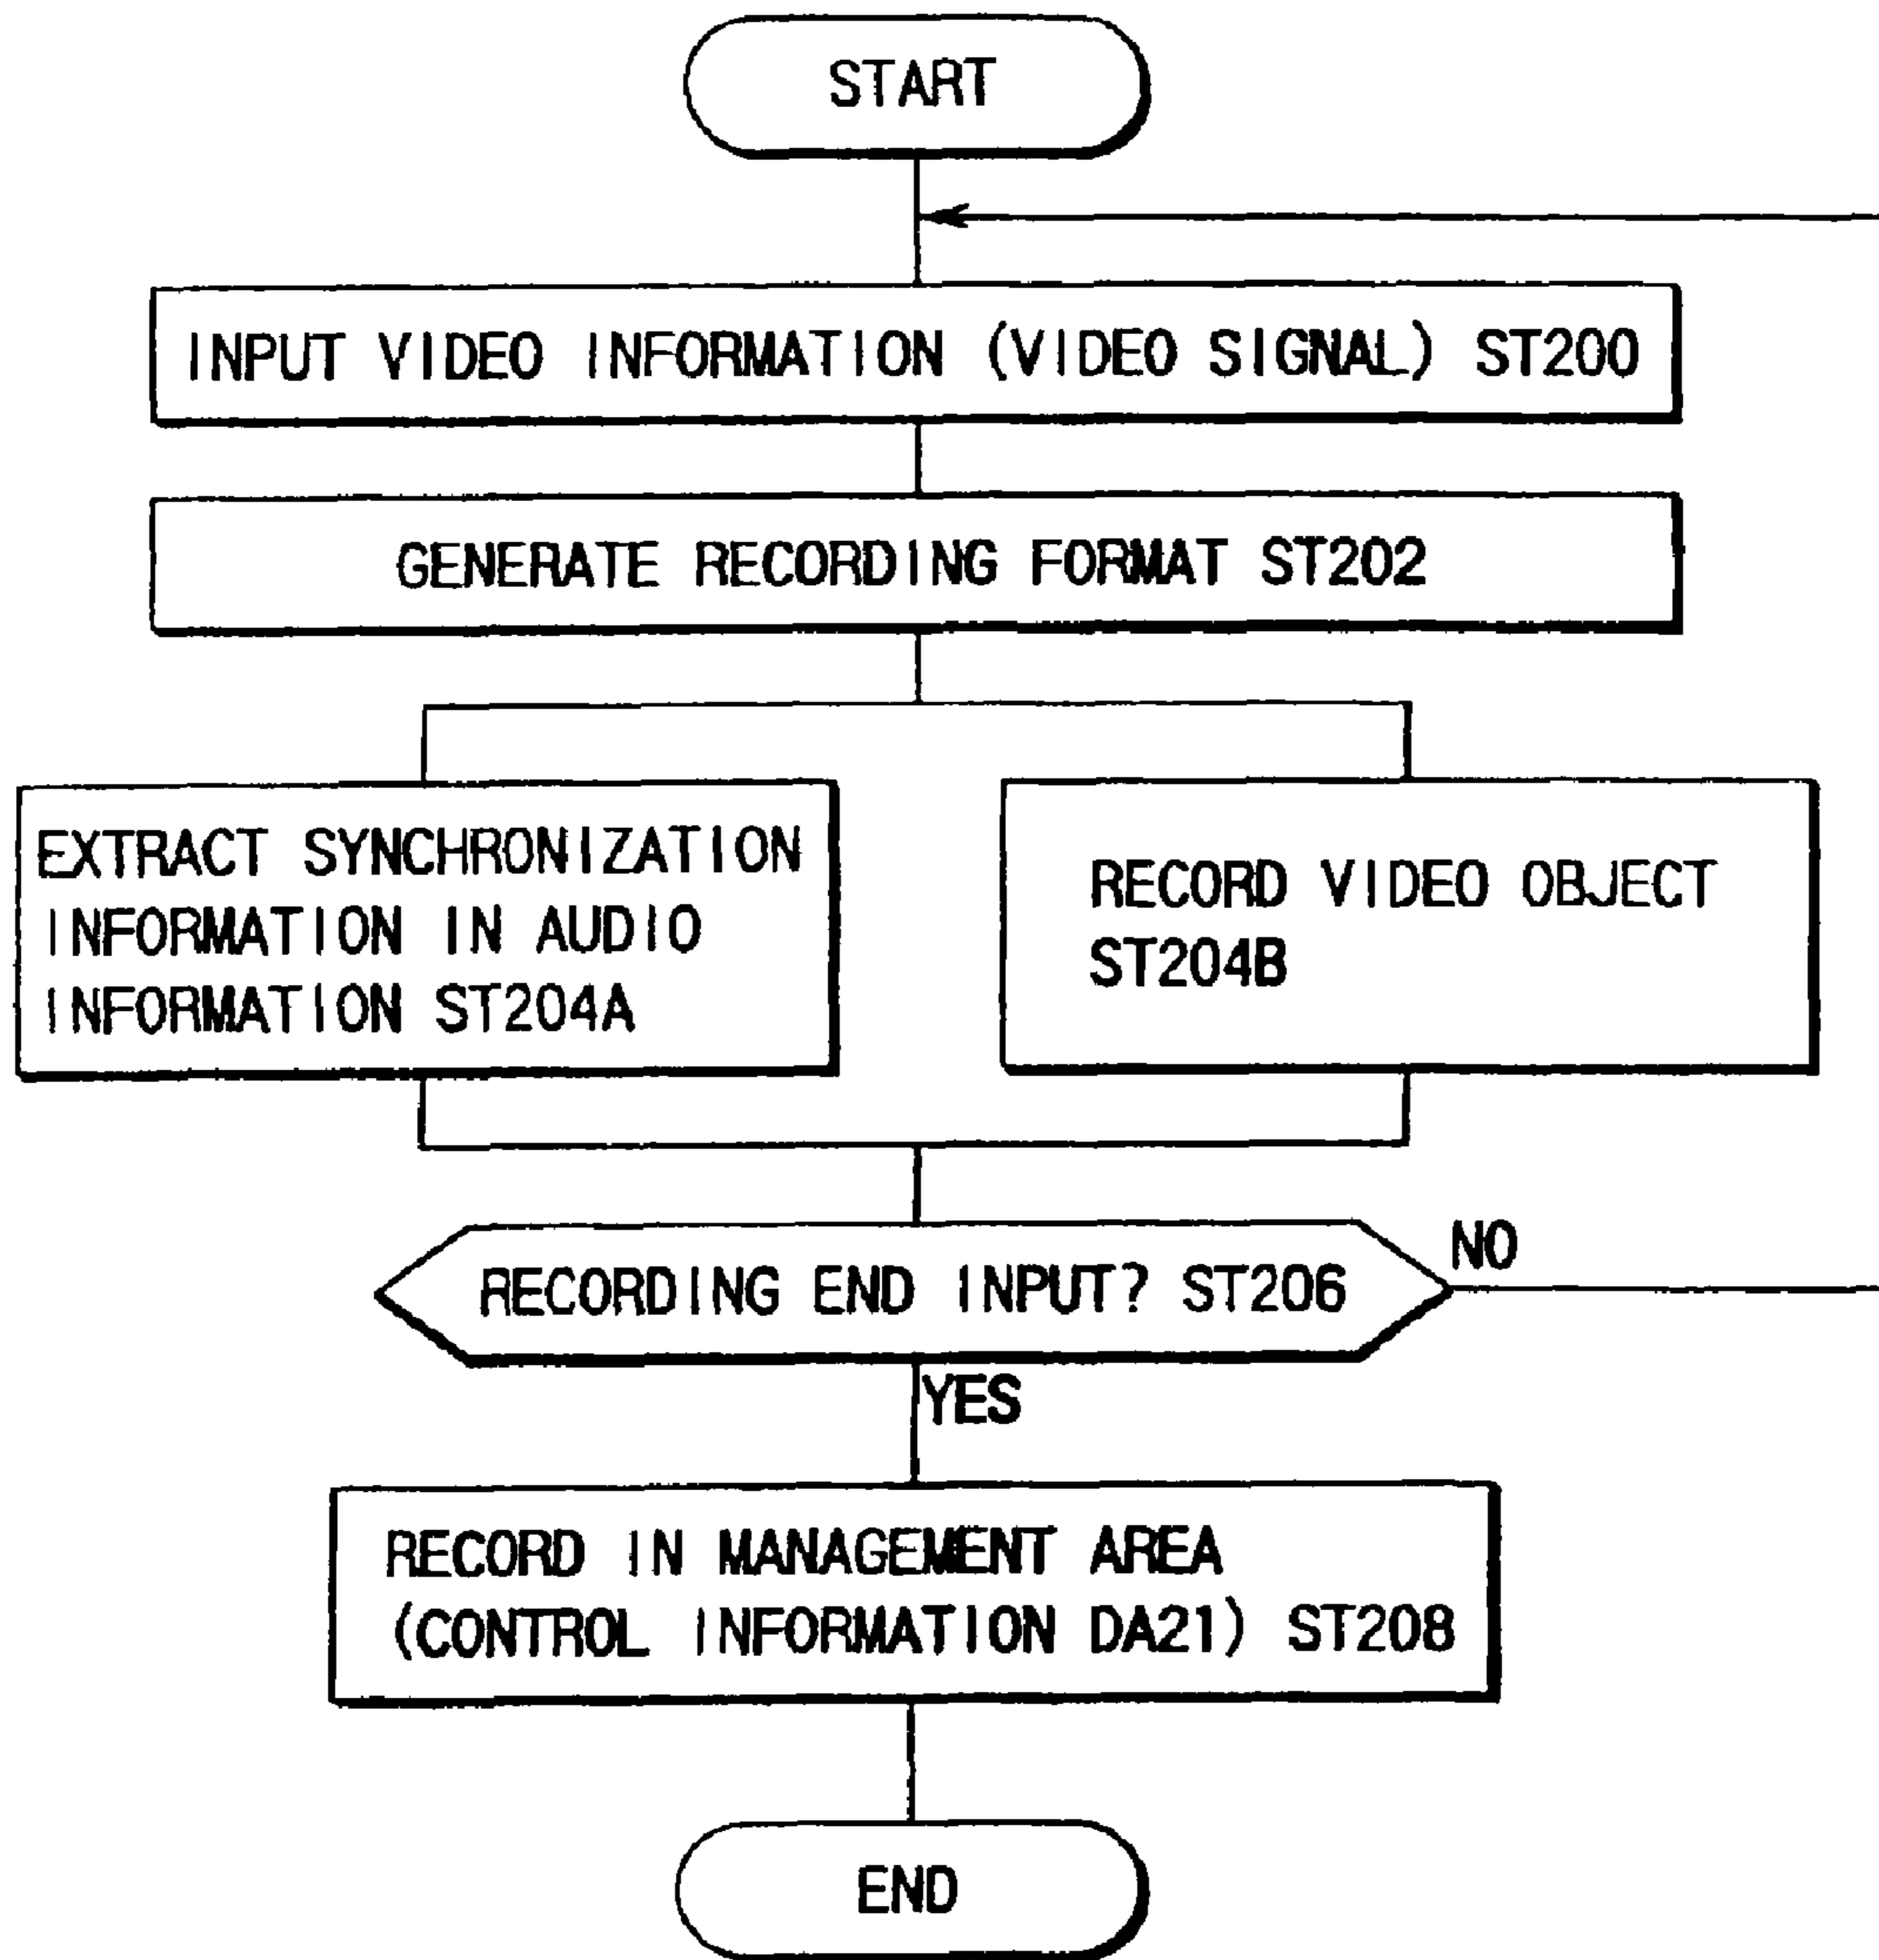 START
INPUT VIDEO INFORMATION (VIDEO SIGNAL) ST200
GENERATE RECORDING FORMAT ST202
EXTRACT SYNCHRONIZATION
INFORMATION IN AUDIO
INFORMATION ST204A
RECORD VIDEO OBJECT
ST204B
RECORDING END INPUT? ST206
NO
YES
RECORD IN MANAGEMENT AREA
(CONTROL INFORMATION DA21) ST208
END